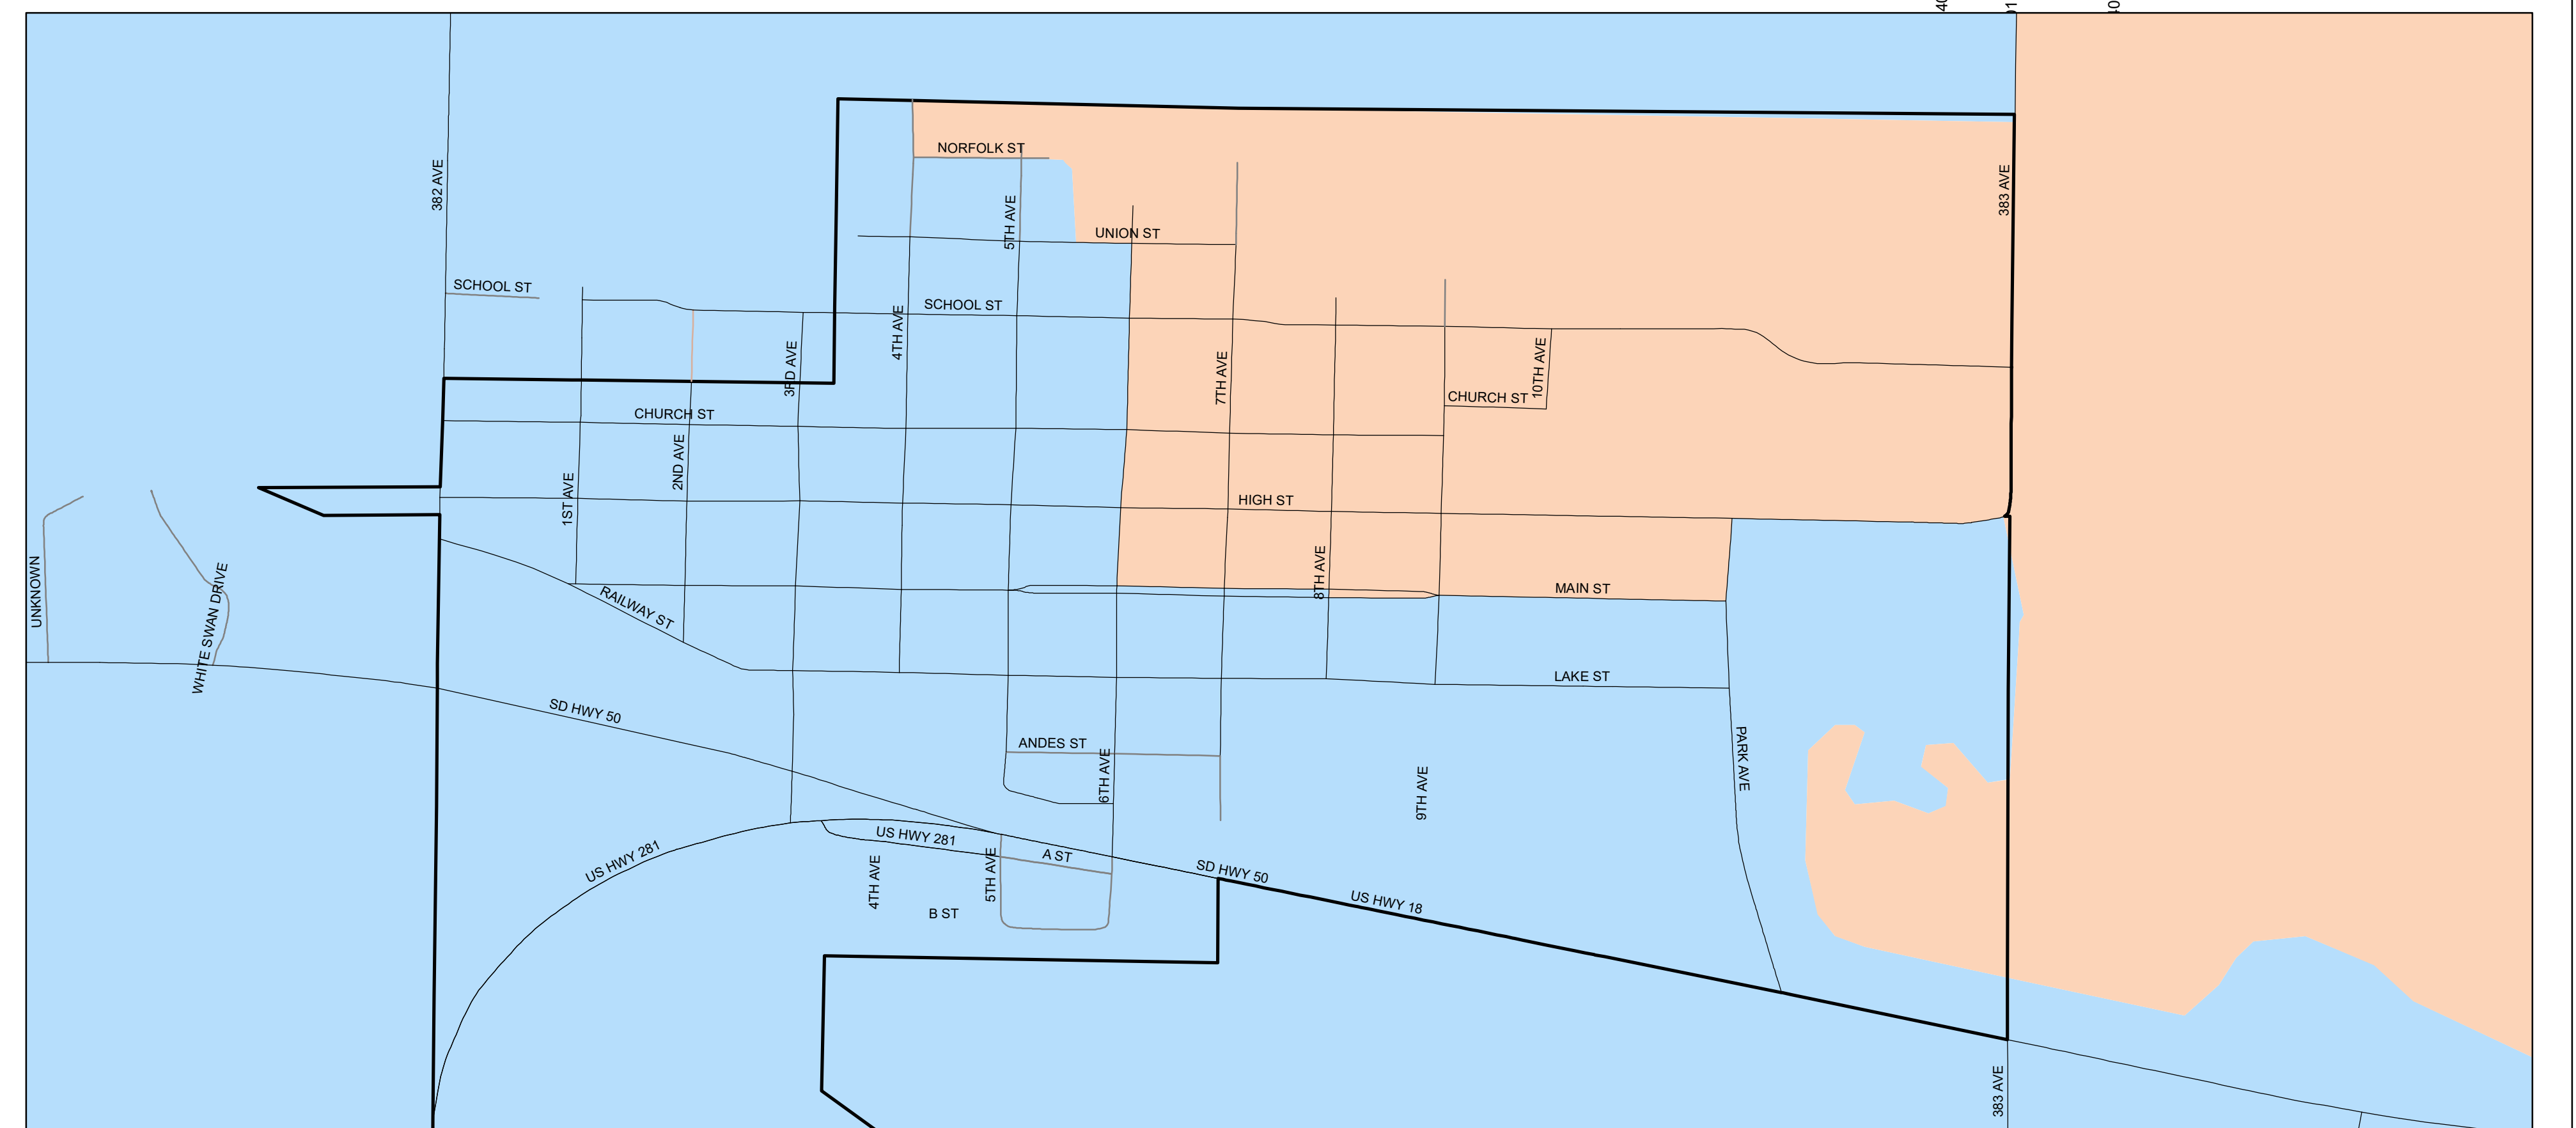 NORFOLK ST
382 AVE
383 AVE
5TH AVE
UNION ST
SCHOOL ST
SCHOOL ST
4TH AVE
3RD AVE
7TH AVE
10TH AVE
CHURCH ST
CHURCH ST
2ND AVE
1ST AVE
HIGH ST
8TH AVE
MAIN ST
UNKNOWN
WHITE SWAN DRIVE
RAILWAY ST
LAKE ST
SD HWY 50
ANDES ST
6TH AVE
9TH AVE
PARK AVE
US HWY 281
US HWY 281
A ST
4TH AVE
5TH AVE
SD HWY 50
US HWY 18
B ST
383 AVE